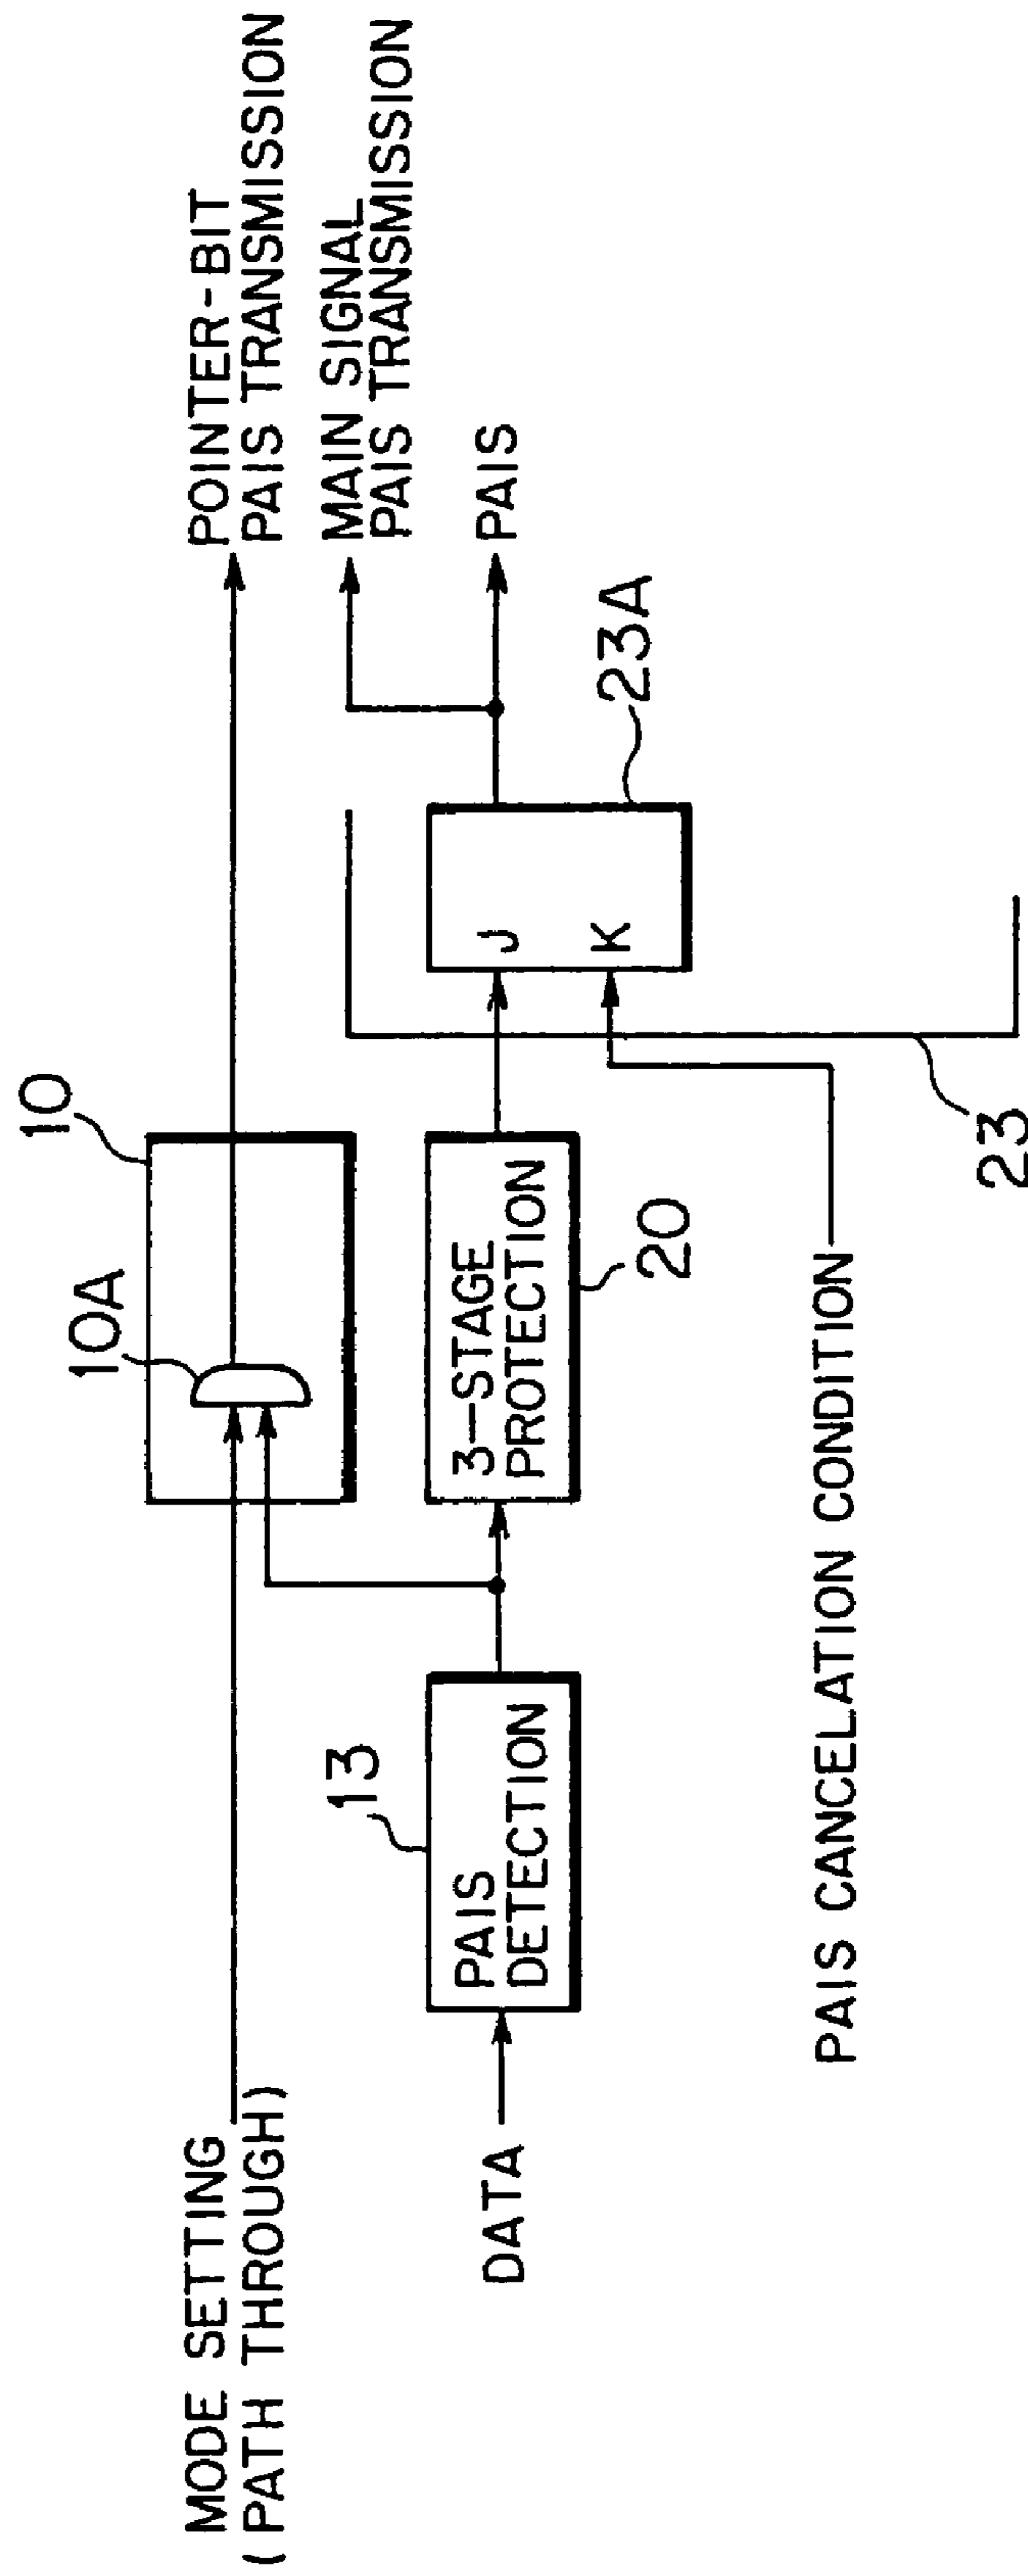 MODE SETTING
(PATH THROUGH)
10
10A
POINTER-BIT
PAIS TRANSMISSION
MAIN SIGNAL
PAIS TRANSMISSION
DATA
13
PAIS
DETECTION
3-STAGE
PROTECTION
20
J
K
23A
PAIS
PAIS CANCELATION CONDITION
23